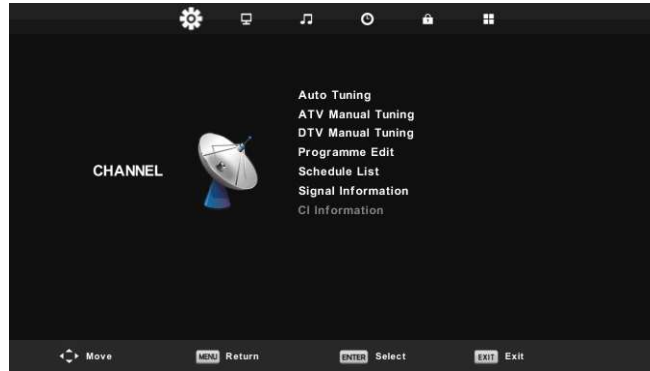 Auto Tuning
ATV Manual Tuning
DTV Manual Tuning
Programme Edit
CHANNEL
Schedule List
Signal Information
CI Information
Move
MENU Return
ENTER Select
EXIT Exit